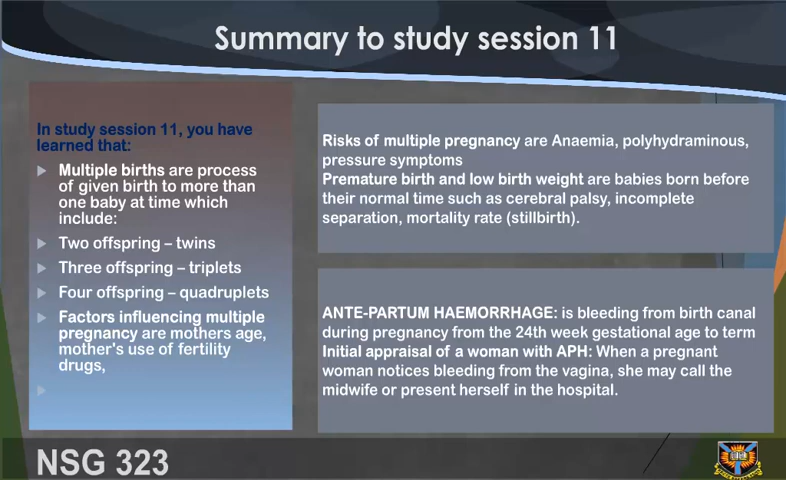 Summary to study session 11
In study session 11, you have
learned that:
Multiple births are process
of given birth to more than
one baby at time which
include:
Two offspring – twins
Three offspring – triplets
Four offspring – quadruplets
Factors influencing multiple
pregnancy are mothers age,
mother's use of fertility
drugs,
Risks of multiple pregnancy are Anaemia, polyhydraminous,
pressure symptoms
Premature birth and low birth weight are babies born before
their normal time such as cerebral palsy, incomplete
separation, mortality rate (stillbirth).
ANTE-PARTUM HAEMORRHAGE: is bleeding from birth canal
during pregnancy from the 24th week gestational age to term
Initial appraisal of a woman with APH: When a pregnant
woman notices bleeding from the vagina, she may call the
midwife or present herself in the hospital.
NSG 323